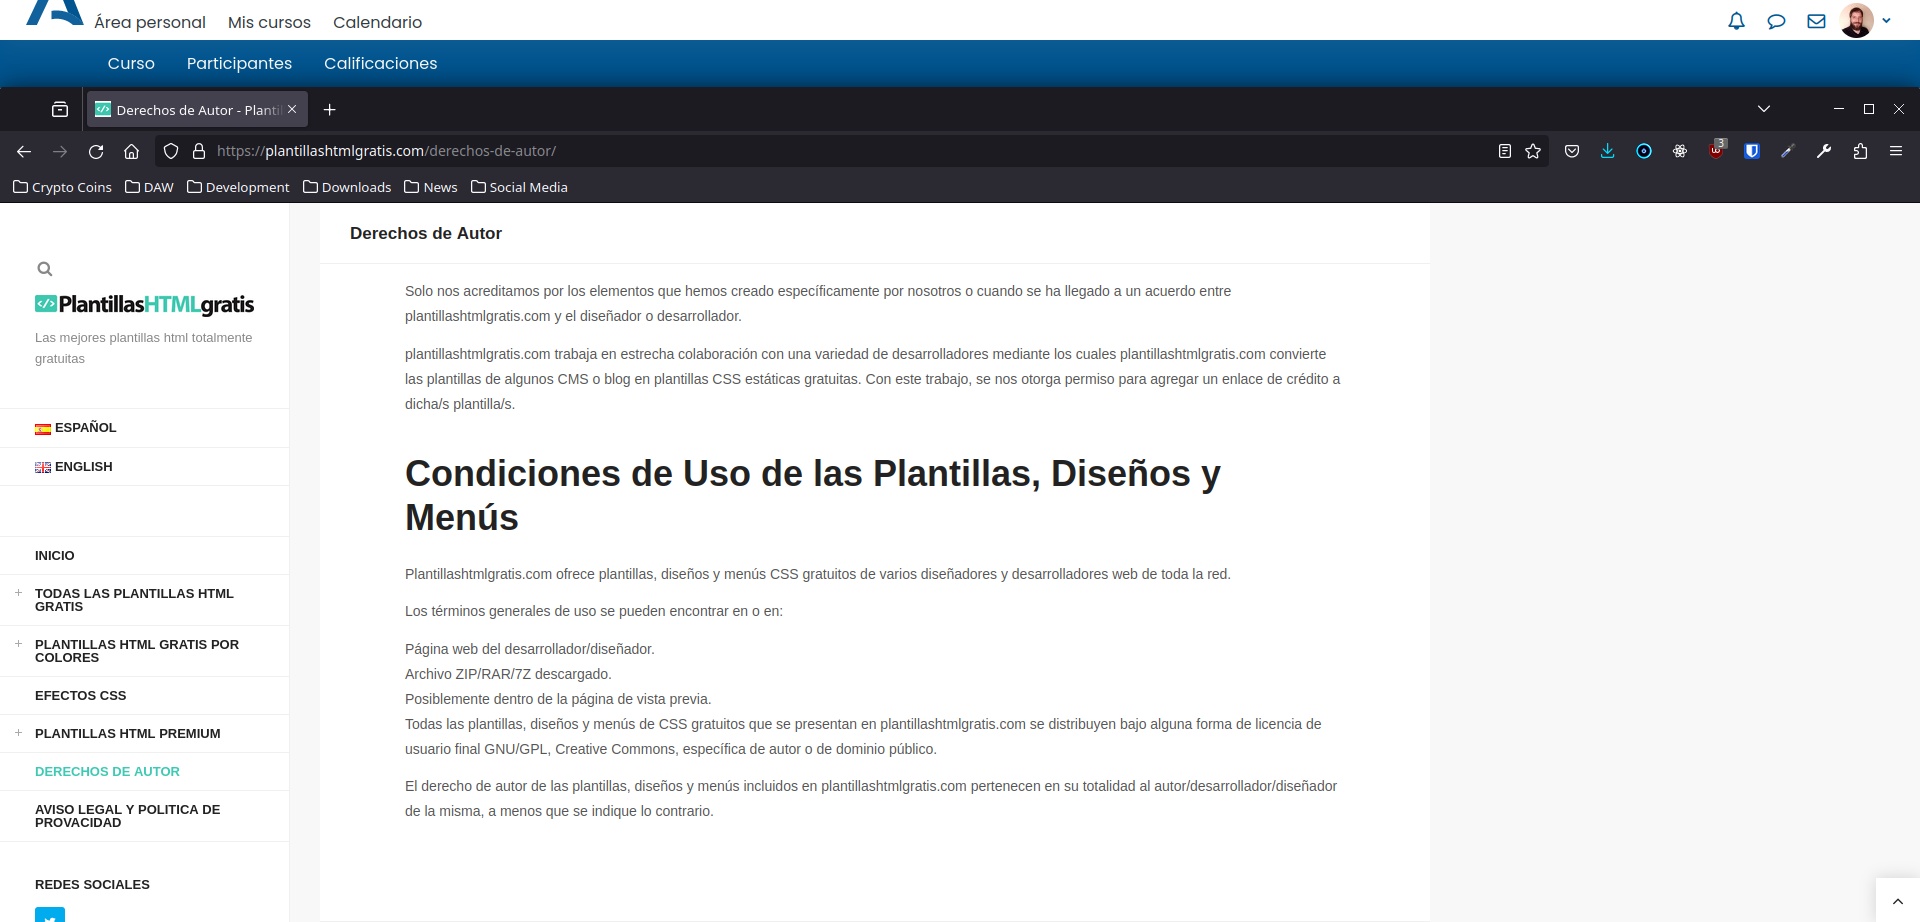 Área personal Mis cursos Calendario
Curso Participantes Calificaciones
Derechos de Autor - Planti
https://plantillashtmlgratis.com/derechos-de-autor/
3
Crypto Coins DAW Development Downloads News Social Media
Derechos de Autor
</> PlantillasHTMLgratis
Las mejores plantillas html totalmente
gratuitas
ESPAÑOL
ENGLISH
INICIO
+ TODAS LAS PLANTILLAS HTML
GRATIS
+ PLANTILLAS HTML GRATIS POR
COLORES
EFECTOS CSS
+ PLANTILLAS HTML PREMIUM
DERECHOS DE AUTOR
AVISO LEGAL Y POLITICA DE
PROVACIDAD
REDES SOCIALES
Solo nos acreditamos por los elementos que hemos creado específicamente por nosotros o cuando se ha llegado a un acuerdo entre
plantillashtmlgratis.com y el diseñador o desarrollador.
plantillashtmlgratis.com trabaja en estrecha colaboración con una variedad de desarrolladores mediante los cuales plantillashtmlgratis.com convierte
las plantillas de algunos CMS o blog en plantillas CSS estáticas gratuitas. Con este trabajo, se nos otorga permiso para agregar un enlace de crédito a
dicha/s plantilla/s.
Condiciones de Uso de las Plantillas, Diseños y
Menús
Plantillashtmlgratis.com ofrece plantillas, diseños y menús CSS gratuitos de varios diseñadores y desarrolladores web de toda la red.
Los términos generales de uso se pueden encontrar en o en:
Página web del desarrollador/diseñador.
Archivo ZIP/RAR/7Z descargado.
Posiblemente dentro de la página de vista previa.
Todas las plantillas, diseños y menús de CSS gratuitos que se presentan en plantillashtmlgratis.com se distribuyen bajo alguna forma de licencia de
usuario final GNU/GPL, Creative Commons, específica de autor o de dominio público.
El derecho de autor de las plantillas, diseños y menús incluidos en plantillashtmlgratis.com pertenecen en su totalidad al autor/desarrollador/diseñador
de la misma, a menos que se indique lo contrario.